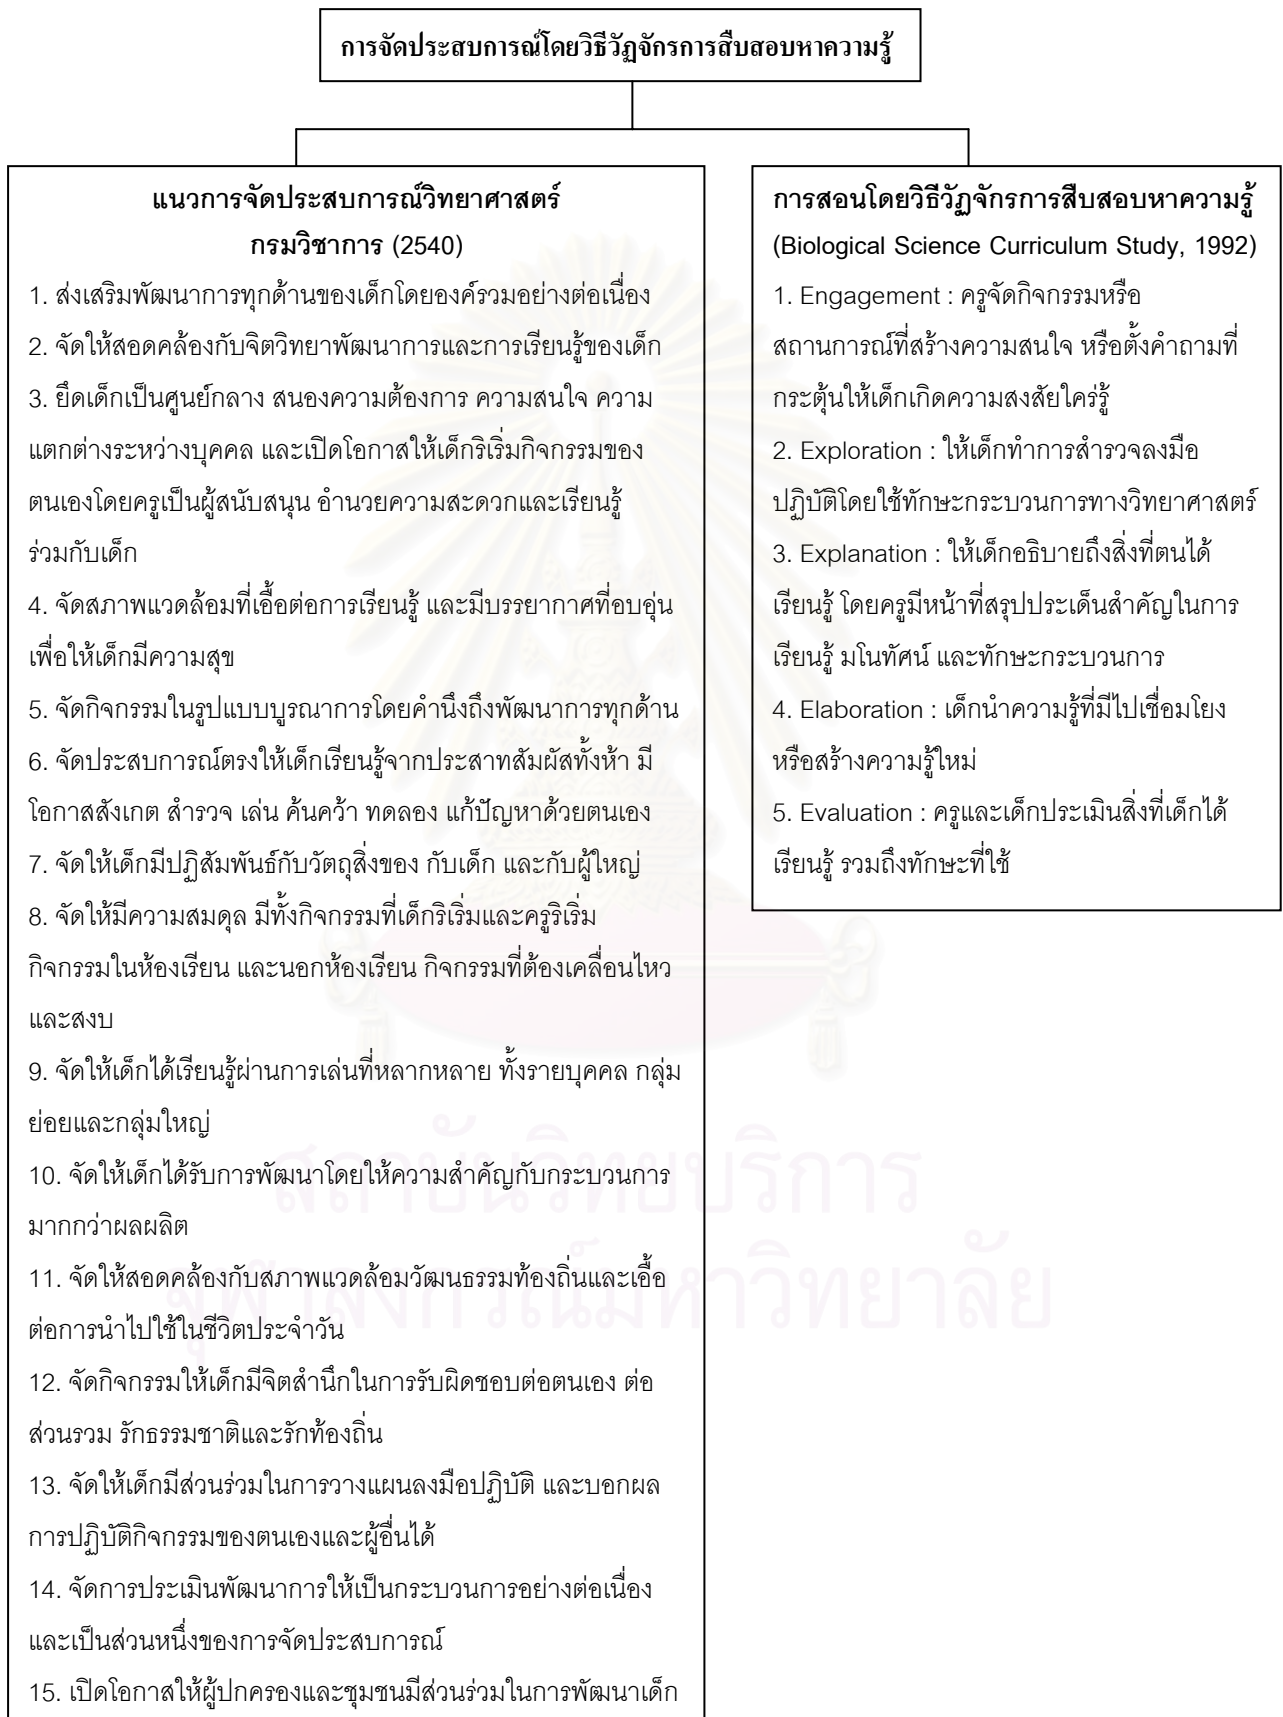 การจัดประสบการณ์โดยวิธีวัฏจักรการสืบสอบหาความรู้
แนวการจัดประสบการณ์วิทยาศาสตร์
กรมวิชาการ (2540)
1. ส่งเสริมพัฒนาการทุกด้านของเด็กโดยองค์รวมอย่างต่อเนื่อง
2. จัดให้สอดคล้องกับจิตวิทยาพัฒนาการและการเรียนรู้ของเด็ก
3. ยึดเด็กเป็นศูนย์กลาง สนองความต้องการ ความสนใจ ความ
แตกต่างระหว่างบุคคล และเปิดโอกาสให้เด็กริเริ่มกิจกรรมของ
ตนเองโดยครูเป็นผู้สนับสนุน อำนวยความสะดวกและเรียนรู้
ร่วมกับเด็ก
4. จัดสภาพแวดล้อมที่เอื้อต่อการเรียนรู้ และมีบรรยากาศที่อบอุ่น
เพื่อให้เด็กมีความสุข
5. จัดกิจกรรมในรูปแบบบูรณาการโดยคำนึงถึงพัฒนาการทุกด้าน
6. จัดประสบการณ์ตรงให้เด็กเรียนรู้จากประสาทสัมผัสทั้งห้า มี
โอกาสสังเกต สำรวจ เล่น ค้นคว้า ทดลอง แก้ปัญหาด้วยตนเอง
7. จัดให้เด็กมีปฏิสัมพันธ์กับวัตถุสิ่งของ กับเด็ก และกับผู้ใหญ่
8. จัดให้มีความสมดุล มีทั้งกิจกรรมที่เด็กริเริ่มและครูริเริ่ม
กิจกรรมในห้องเรียน และนอกห้องเรียน กิจกรรมที่ต้องเคลื่อนไหว
และสงบ
9. จัดให้เด็กได้เรียนรู้ผ่านการเล่นที่หลากหลาย ทั้งรายบุคคล กลุ่ม
ย่อยและกลุ่มใหญ่
10. จัดให้เด็กได้รับการพัฒนาโดยให้ความสำคัญกับกระบวนการ
มากกว่าผลผลิต
11. จัดให้สอดคล้องกับสภาพแวดล้อมวัฒนธรรมท้องถิ่นและเอื้อ
ต่อการนำไปใช้ในชีวิตประจำวัน
12. จัดกิจกรรมให้เด็กมีจิตสำนึกในการรับผิดชอบต่อตนเอง ต่อ
ส่วนรวม รักธรรมชาติและรักท้องถิ่น
13. จัดให้เด็กมีส่วนร่วมในการวางแผนลงมือปฏิบัติ และบอกผล
การปฏิบัติกิจกรรมของตนเองและผู้อื่นได้
14. จัดการประเมินพัฒนาการให้เป็นกระบวนการอย่างต่อเนื่อง
และเป็นส่วนหนึ่งของการจัดประสบการณ์
15. เปิดโอกาสให้ผู้ปกครองและชุมชนมีส่วนร่วมในการพัฒนาเด็ก
การสอนโดยวิธีวัฏจักรการสืบสอบหาความรู้
(Biological Science Curriculum Study, 1992)
1. Engagement : ครูจัดกิจกรรมหรือ
สถานการณ์ที่สร้างความสนใจ หรือตั้งคำถามที่
กระตุ้นให้เด็กเกิดความสงสัยใคร่รู้
2. Exploration : ให้เด็กทำการสำรวจลงมือ
ปฏิบัติโดยใช้ทักษะกระบวนการทางวิทยาศาสตร์
3. Explanation : ให้เด็กอธิบายถึงสิ่งที่ตนได้
เรียนรู้ โดยครูมีหน้าที่สรุปประเด็นสำคัญในการ
เรียนรู้ มโนทัศน์ และทักษะกระบวนการ
4. Elaboration : เด็กนำความรู้ที่มีไปเชื่อมโยง
หรือสร้างความรู้ใหม่
5. Evaluation : ครูและเด็กประเมินสิ่งที่เด็กได้
เรียนรู้ รวมถึงทักษะที่ใช้
สถาบันวิทยบริการ
จุฬาลงกรณ์มหาวิทยาลัย